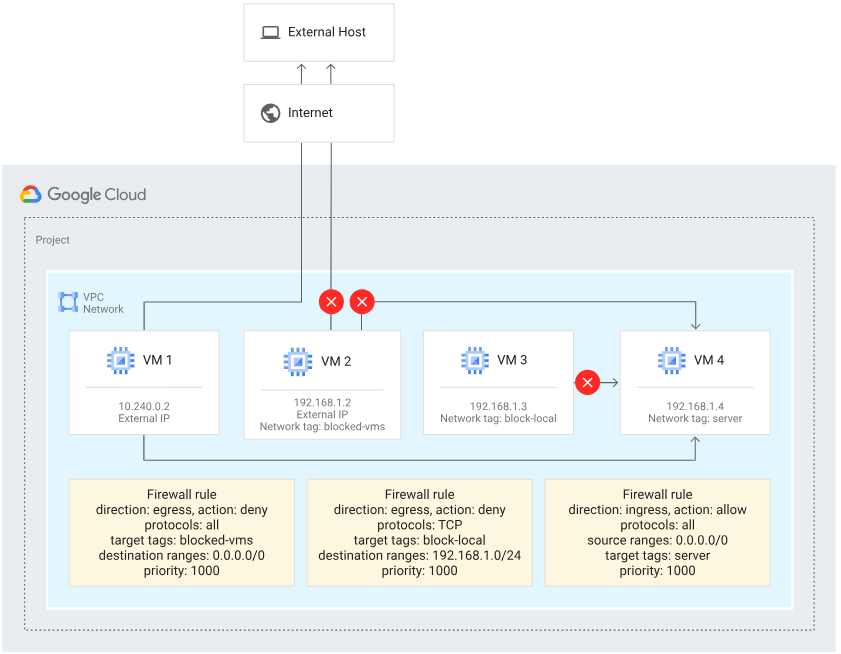 External Host
Internet
Google Cloud
Project
VPC
Network
VM 1
10.240.0.2
External IP
VM 2
192.168.1.2
External IP
Network tag: blocked-vms
VM 3
192.168.1.3
Network tag: block-local
VM 4
192.168.1.4
Network tag: server
Firewall rule
direction: egress, action: deny
protocols: all
target tags: blocked-vms
destination ranges: 0.0.0.0/0
priority: 1000
Firewall rule
direction: egress, action: deny
protocols: TCP
target tags: block-local
destination ranges: 192.168.1.0/24
priority: 1000
Firewall rule
direction: ingress, action: allow
protocols: all
source ranges: 0.0.0.0/0
target tags: server
priority: 1000